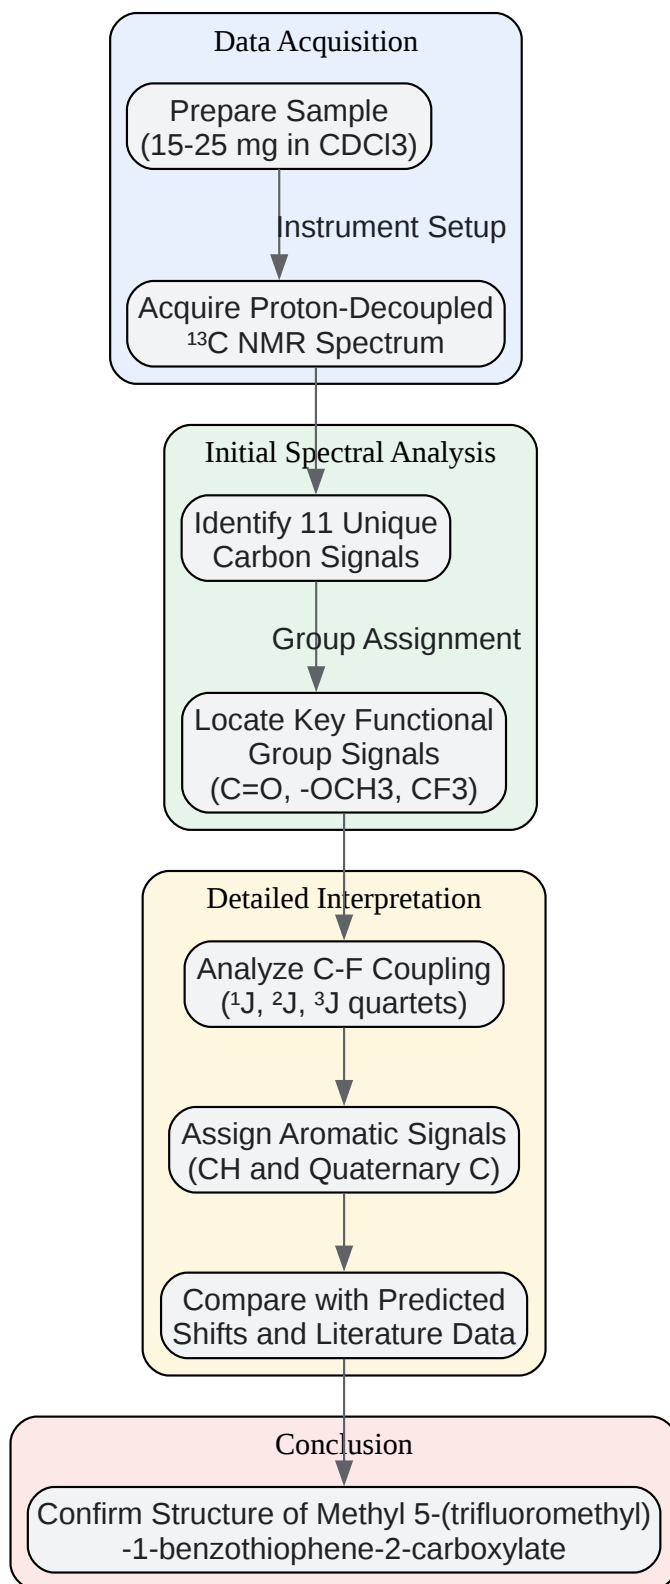 Data Acquisition
Prepare Sample
(15-25 mg in CDCl3)
Instrument Setup
Acquire Proton-Decoupled
¹³C NMR Spectrum
Initial Spectral Analysis
Identify 11 Unique
Carbon Signals
Group Assignment
Locate Key Functional
Group Signals
(C=O, -OCH3, CF3)
Detailed Interpretation
Analyze C-F Coupling
(¹J, ²J, ³J quartets)
Assign Aromatic Signals
(CH and Quaternary C)
Compare with Predicted
Shifts and Literature Data
Conclusion
Confirm Structure of Methyl 5-(trifluoromethyl)
-1-benzothiophene-2-carboxylate